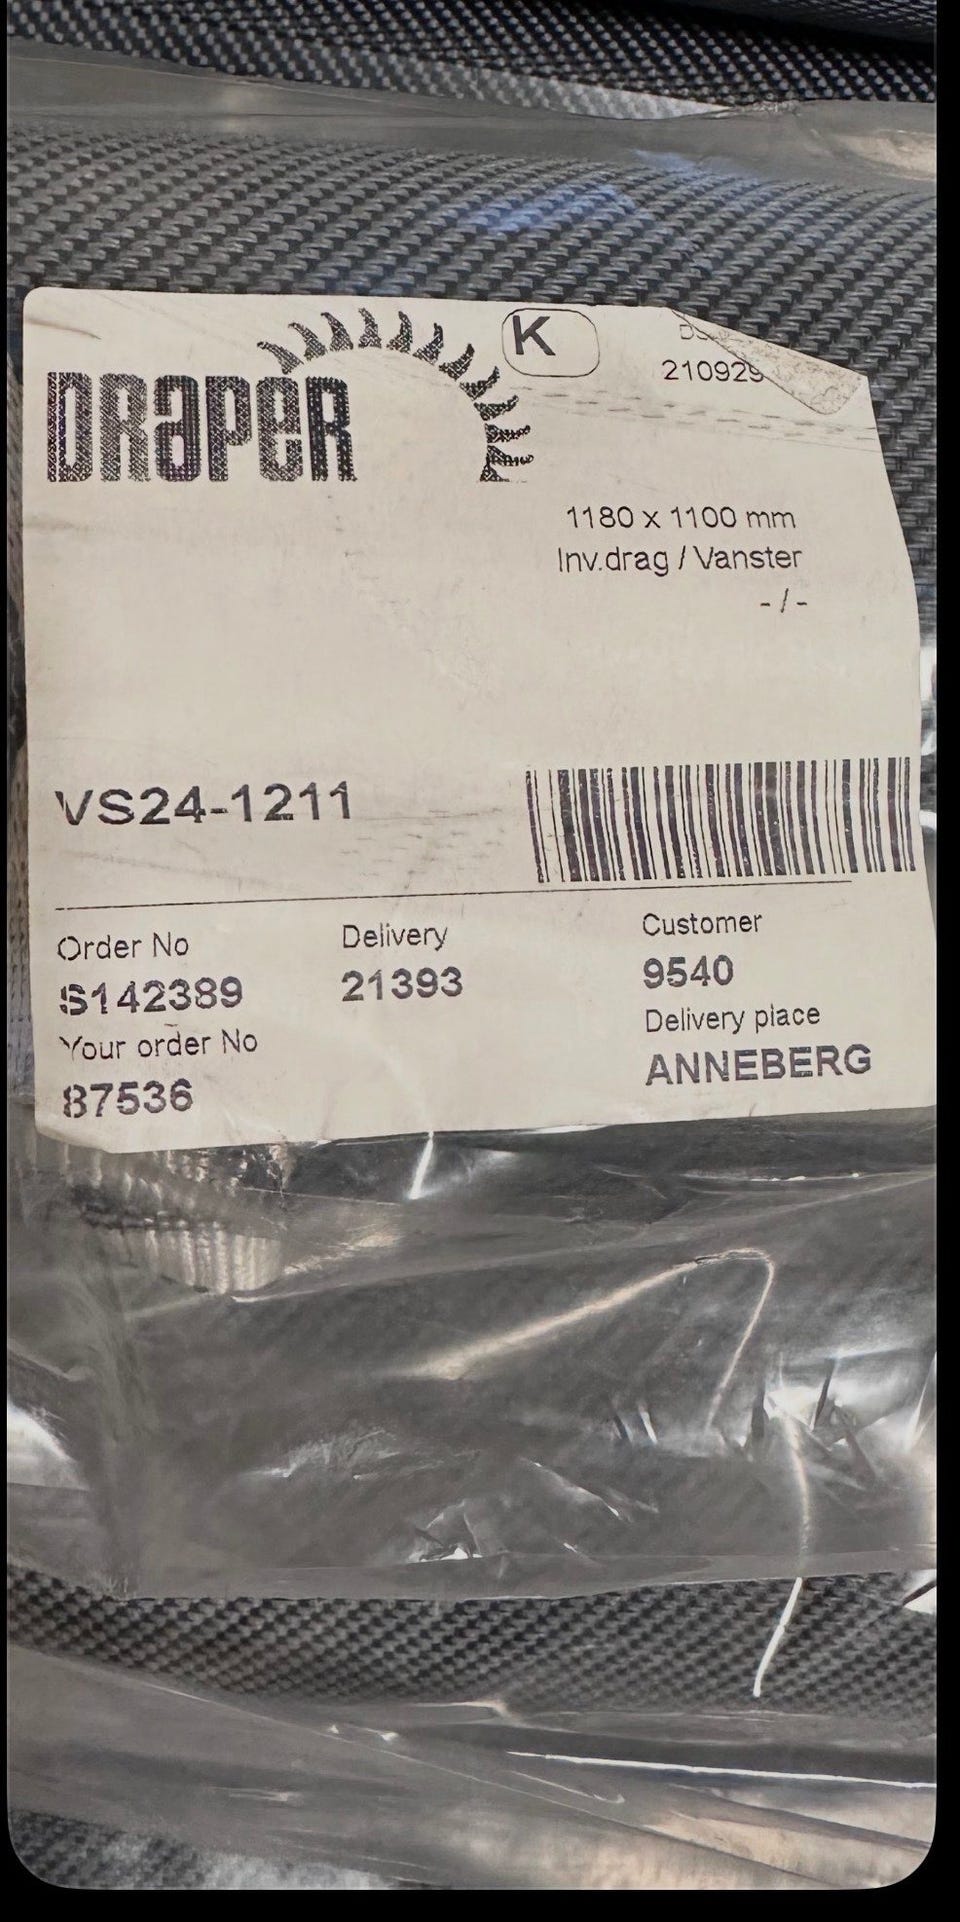 DRAPER
K
210929
1180 x 1100 mm
Inv.drag / Vanster
- / -
VS24-1211
Order No
S142389
Your order No
87536
Delivery
21393
Customer
9540
Delivery place
ANNEBERG